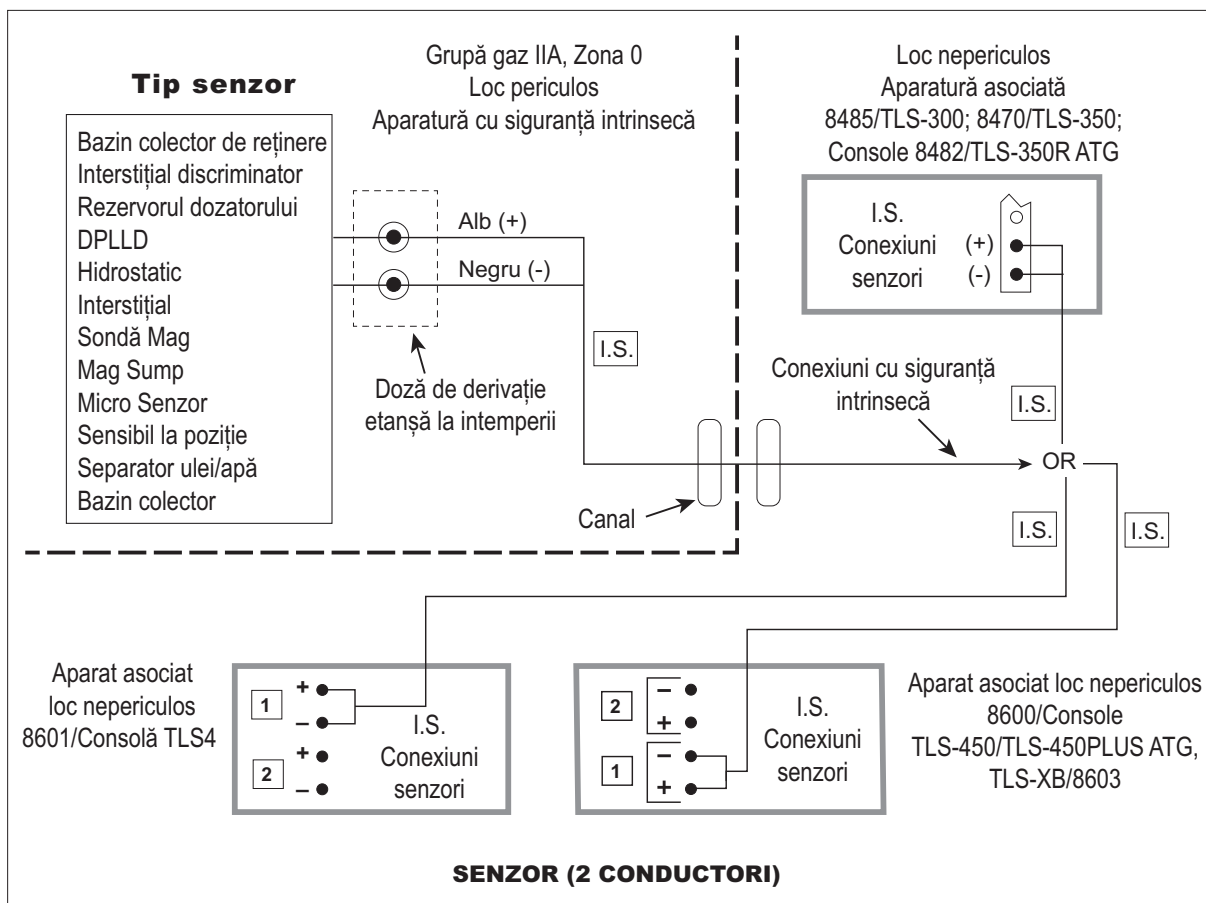 Tip senzor
Bazin colector de reținere
Interstițial discriminator
Rezervorul dozatorului
DPLLD
Hidrostatic
Interstițial
Sondă Mag
Mag Sump
Micro Senzor
Sensibil la poziție
Separator ulei/apă
Bazin colector
Grupă gaz IIA, Zona 0
Loc periculos
Aparatură cu siguranță intrinsecă
Alb (+)
Negru (-)
I.S.
Doză de derivație
etanșă la intemperii
Canal
Loc nepericulos
Aparatură asociată
8485/TLS-300; 8470/TLS-350;
Console 8482/TLS-350R ATG
I.S.
Conexiuni
senzori
(+)
(-)
Conexiuni cu siguranță
intrinsecă
I.S.
OR
I.S.
I.S.
Aparat asociat
loc nepericulos
8601/Consolă TLS4
1
+
–
2
+
–
I.S.
Conexiuni
senzori
2
–
+
1
–
+
I.S.
Conexiuni
senzori
Aparat asociat loc nepericulos
8600/Console
TLS-450/TLS-450PLUS ATG,
TLS-XB/8603
SENZOR (2 CONDUCTORI)